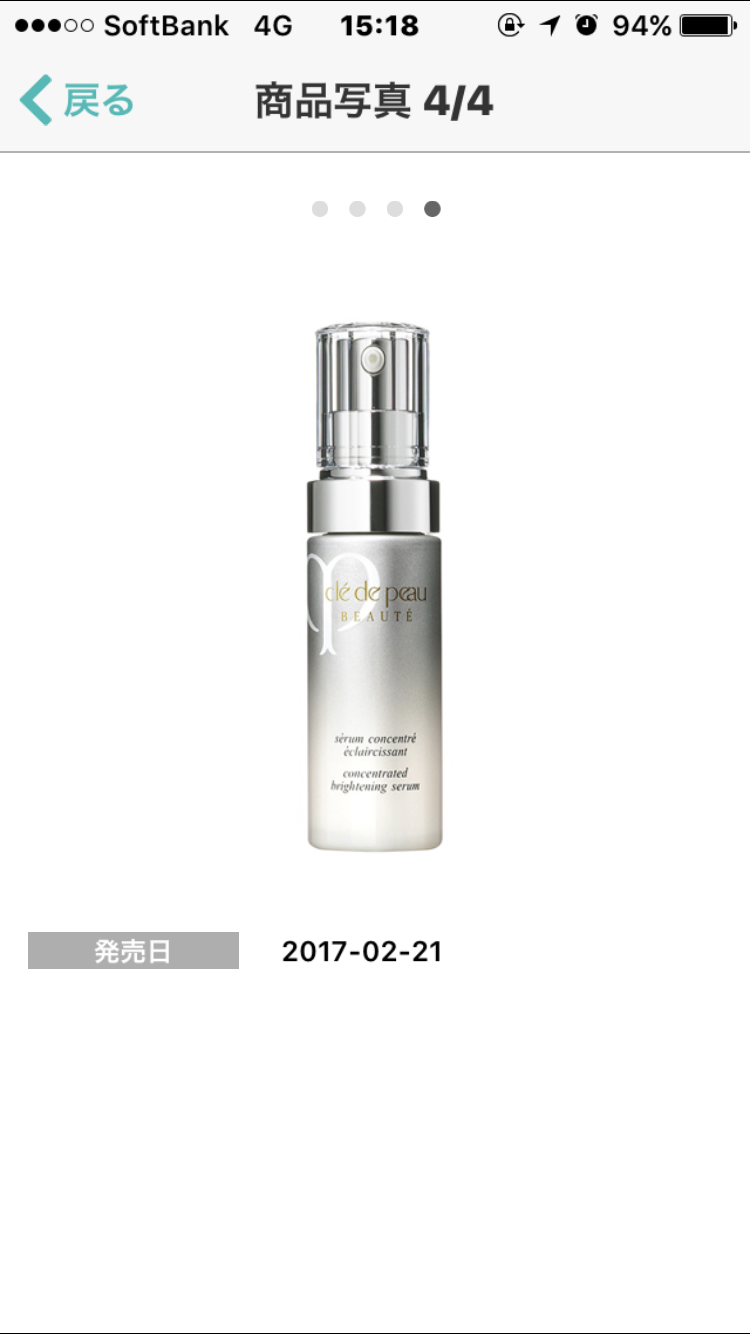 SoftBank 4G 15:18 94%
戻る 商品写真 4/4
clé de peau
BEAUTÉ
sérum concentré
éclaircissant
concentrated
brightening serum
発売日 2017-02-21